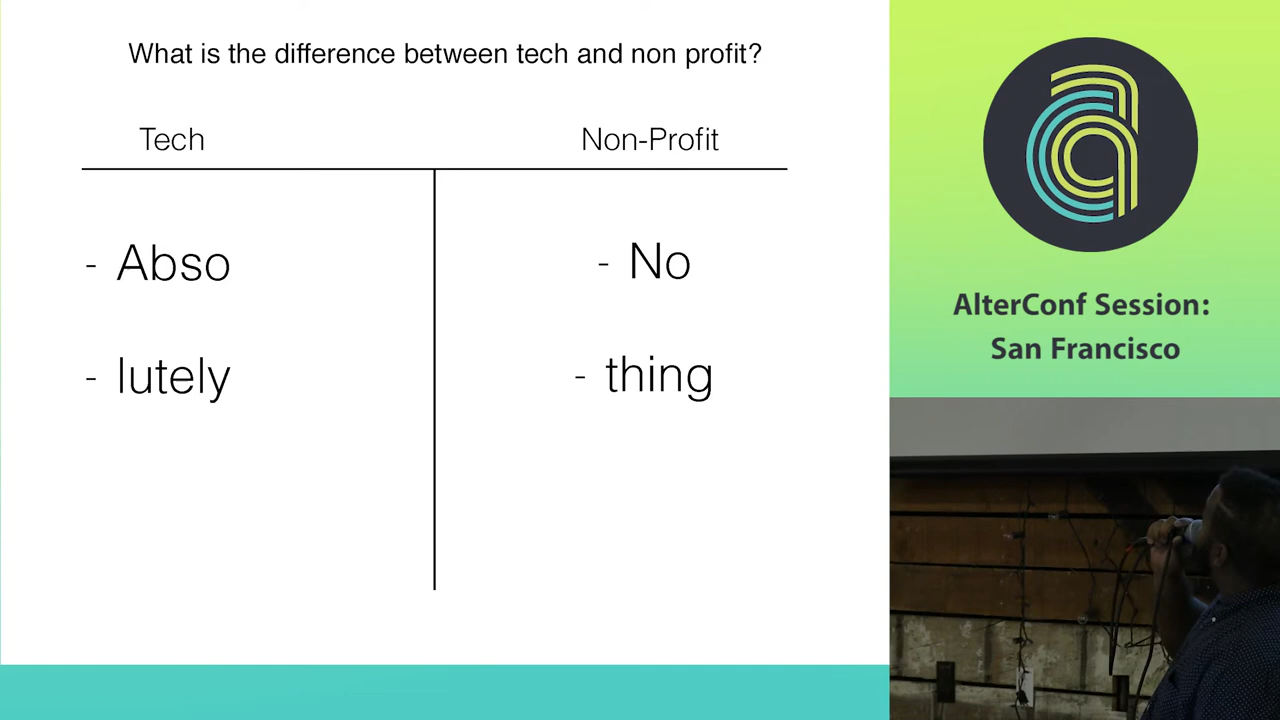 What is the difference between tech and non profit?
Tech
Non-Profit
- Abso
- No
- lutely
- thing
AlterConf Session:
San Francisco